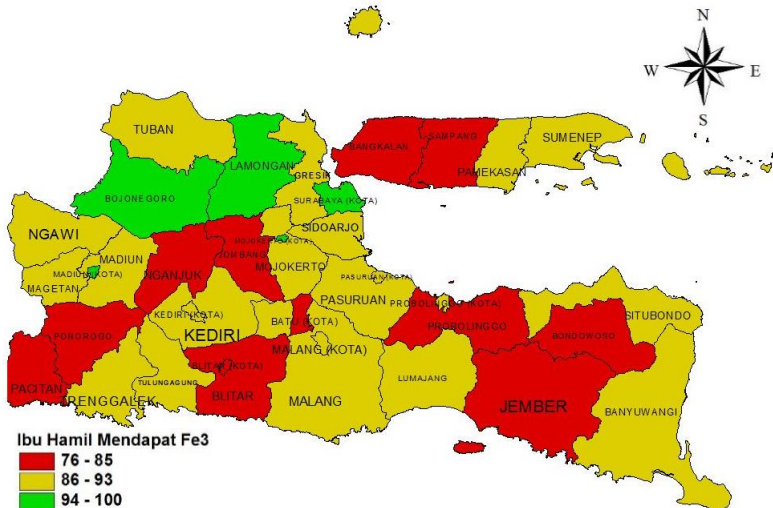 N
W E
S
TUBAN
LAMONGAN
BANGKALAN
SAMPANG
SUMENEP
PAMEKASAN
GRESIK
BOJONEGORO
SURABAYA (KOTA)
NGAWI
SIDOARJO
MOJOKERTO (KOTA)
JOMBANG
MADIUN
MADIUN (KOTA)
NGANJUK
MOJOKERTO
MAGETAN
PASURUAN (KOTA)
PASURUAN
PROBOLINGGO (KOTA)
KEDIRI (KOTA)
BATU (KOTA)
SITUBONDO
PONOROGO
KEDIRI
PROBOLINGGO
BONDOWOSO
MALANG (KOTA)
BLITAR (KOTA)
PACITAN
TULUNGAGUNG
LUMAJANG
TRENGGALEK
BLITAR
MALANG
JEMBER
BANYUWANGI
Ibu Hamil Mendapat Fe3
76 - 85
86 - 93
94 - 100